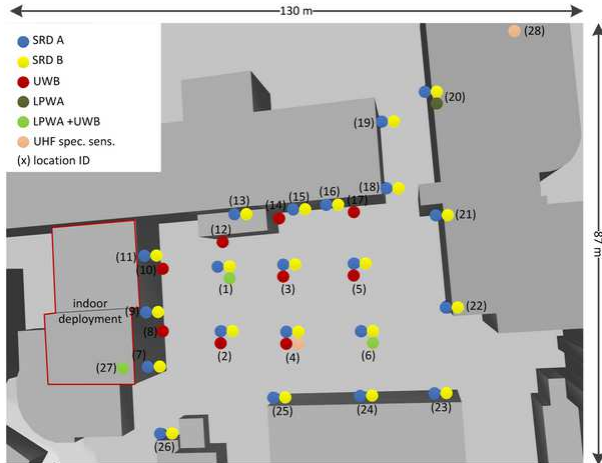 130 m
SRD A
SRD B
UWB
LPWA
LPWA +UWB
UHF spec. sens.
(x) location ID
(28)
(20)
(19)
(18)
(17)
(16)
(15)
(14)
(13)
(12)
(21)
(11)
(10)
(1)
(3)
(5)
87 m
indoor
deployment
(9)
(8)
(22)
(7)
(2)
(4)
(6)
(27)
(25)
(24)
(23)
(26)